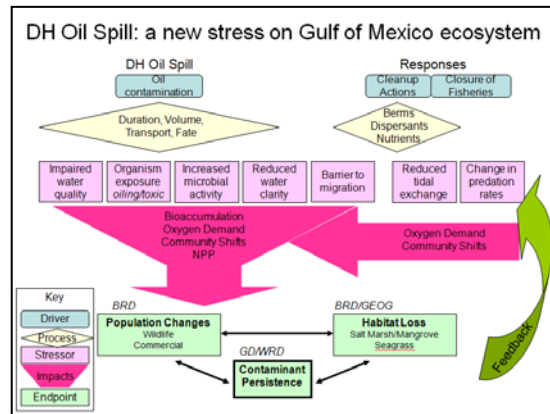 DH Oil Spill: a new stress on Gulf of Mexico ecosystem
DH Oil Spill
Responses
Oil
contamination
Cleanup
Actions
Closure of
Fisheries
Duration, Volume,
Transport, Fate
Berms
Dispersants
Nutrients
Impaired
water
quality
Organism
exposure
oiling/toxic
Increased
microbial
activity
Reduced
water
clarity
Barrier to
migration
Reduced
tidal
exchange
Change in
predation
rates
Bioaccumulation
Oxygen Demand
Community Shifts
NPP
Oxygen Demand
Community Shifts
Feedback
Key
Driver
Process
Stressor
Impacts
Endpoint
BRD
Population Changes
Wildlife
Commercial
BRD/GEOG
Habitat Loss
Salt Marsh/Mangrove
Seagrass
GD/WRD
Contaminant
Persistence